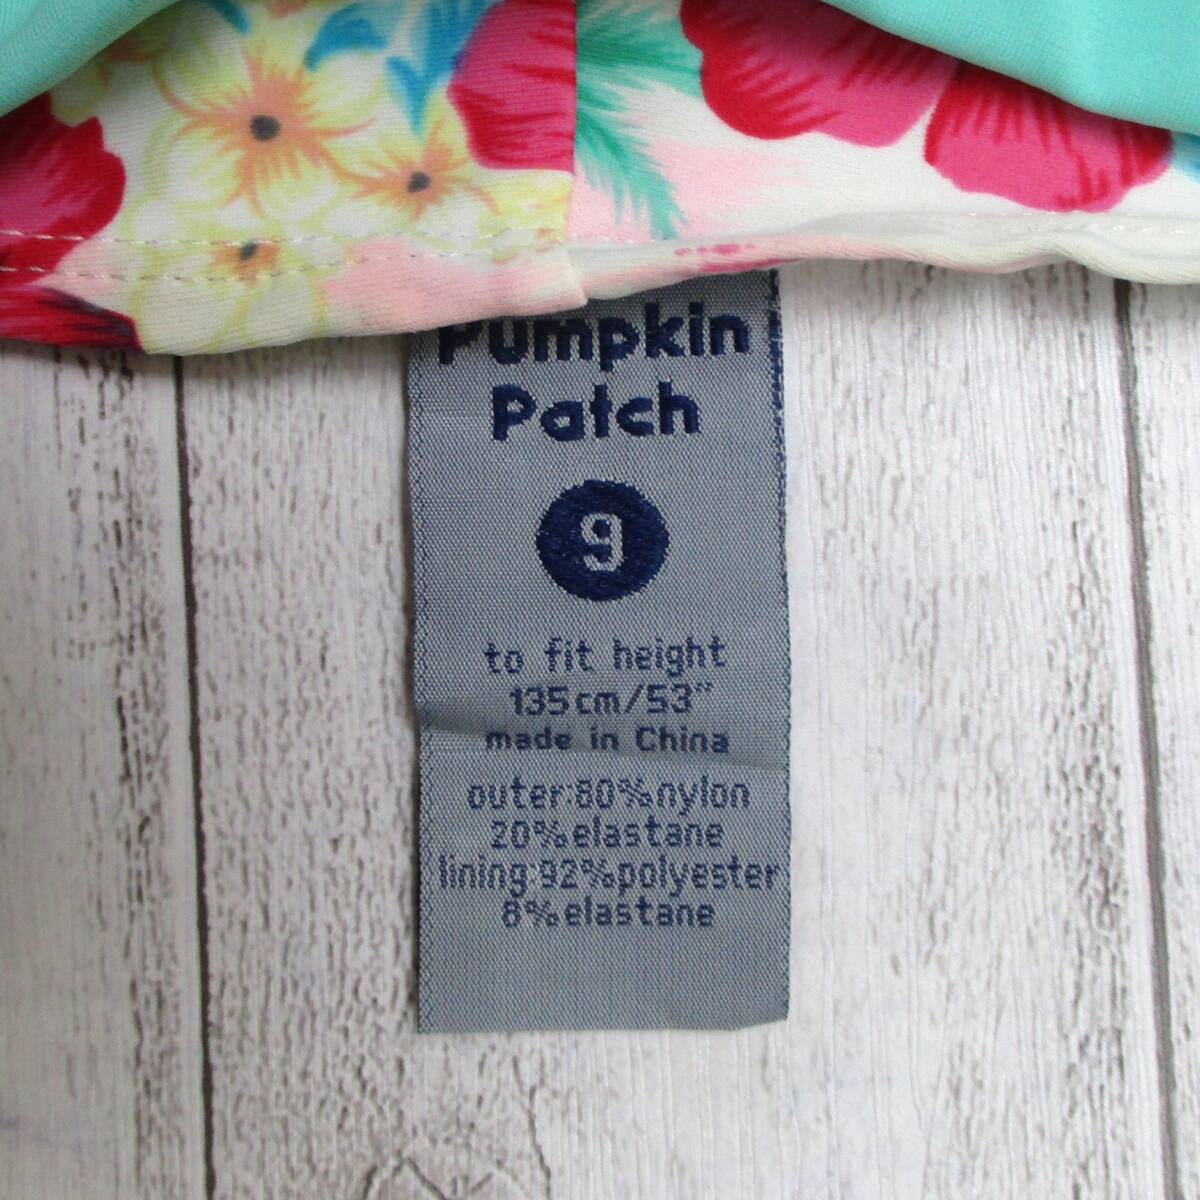 Pumpkin
Patch
9
to fit height
135cm/53"
made in China
outer:80%nylon
20%elastane
lining:92%polyester
8%elastane